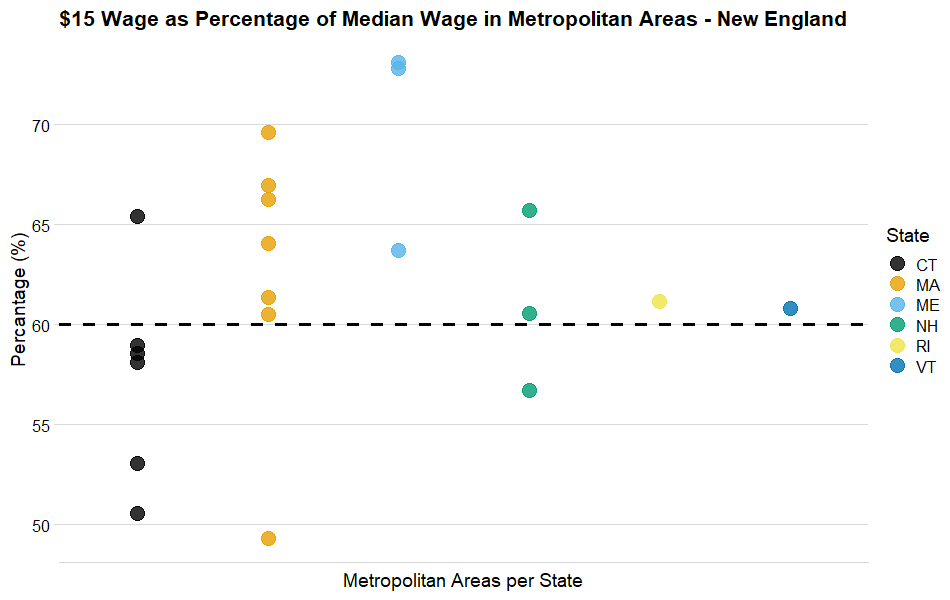 $15 Wage as Percentage of Median Wage in Metropolitan Areas - New England
70
65
60
55
50
Percentage (%)
Metropolitan Areas per State
State
CT
MA
ME
NH
RI
VT